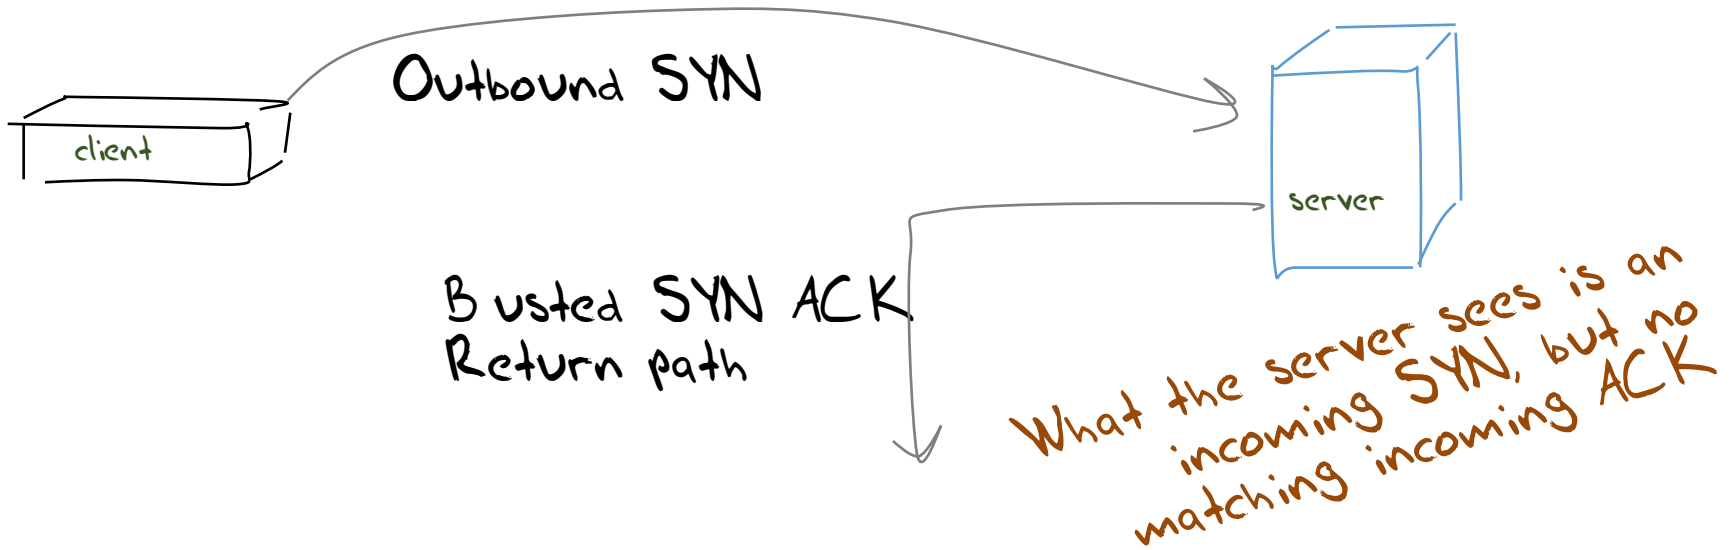 Outbound SYN
client
server
Busted SYN ACK
Return path
What the server sees is an
incoming SYN, but no
matching incoming ACK